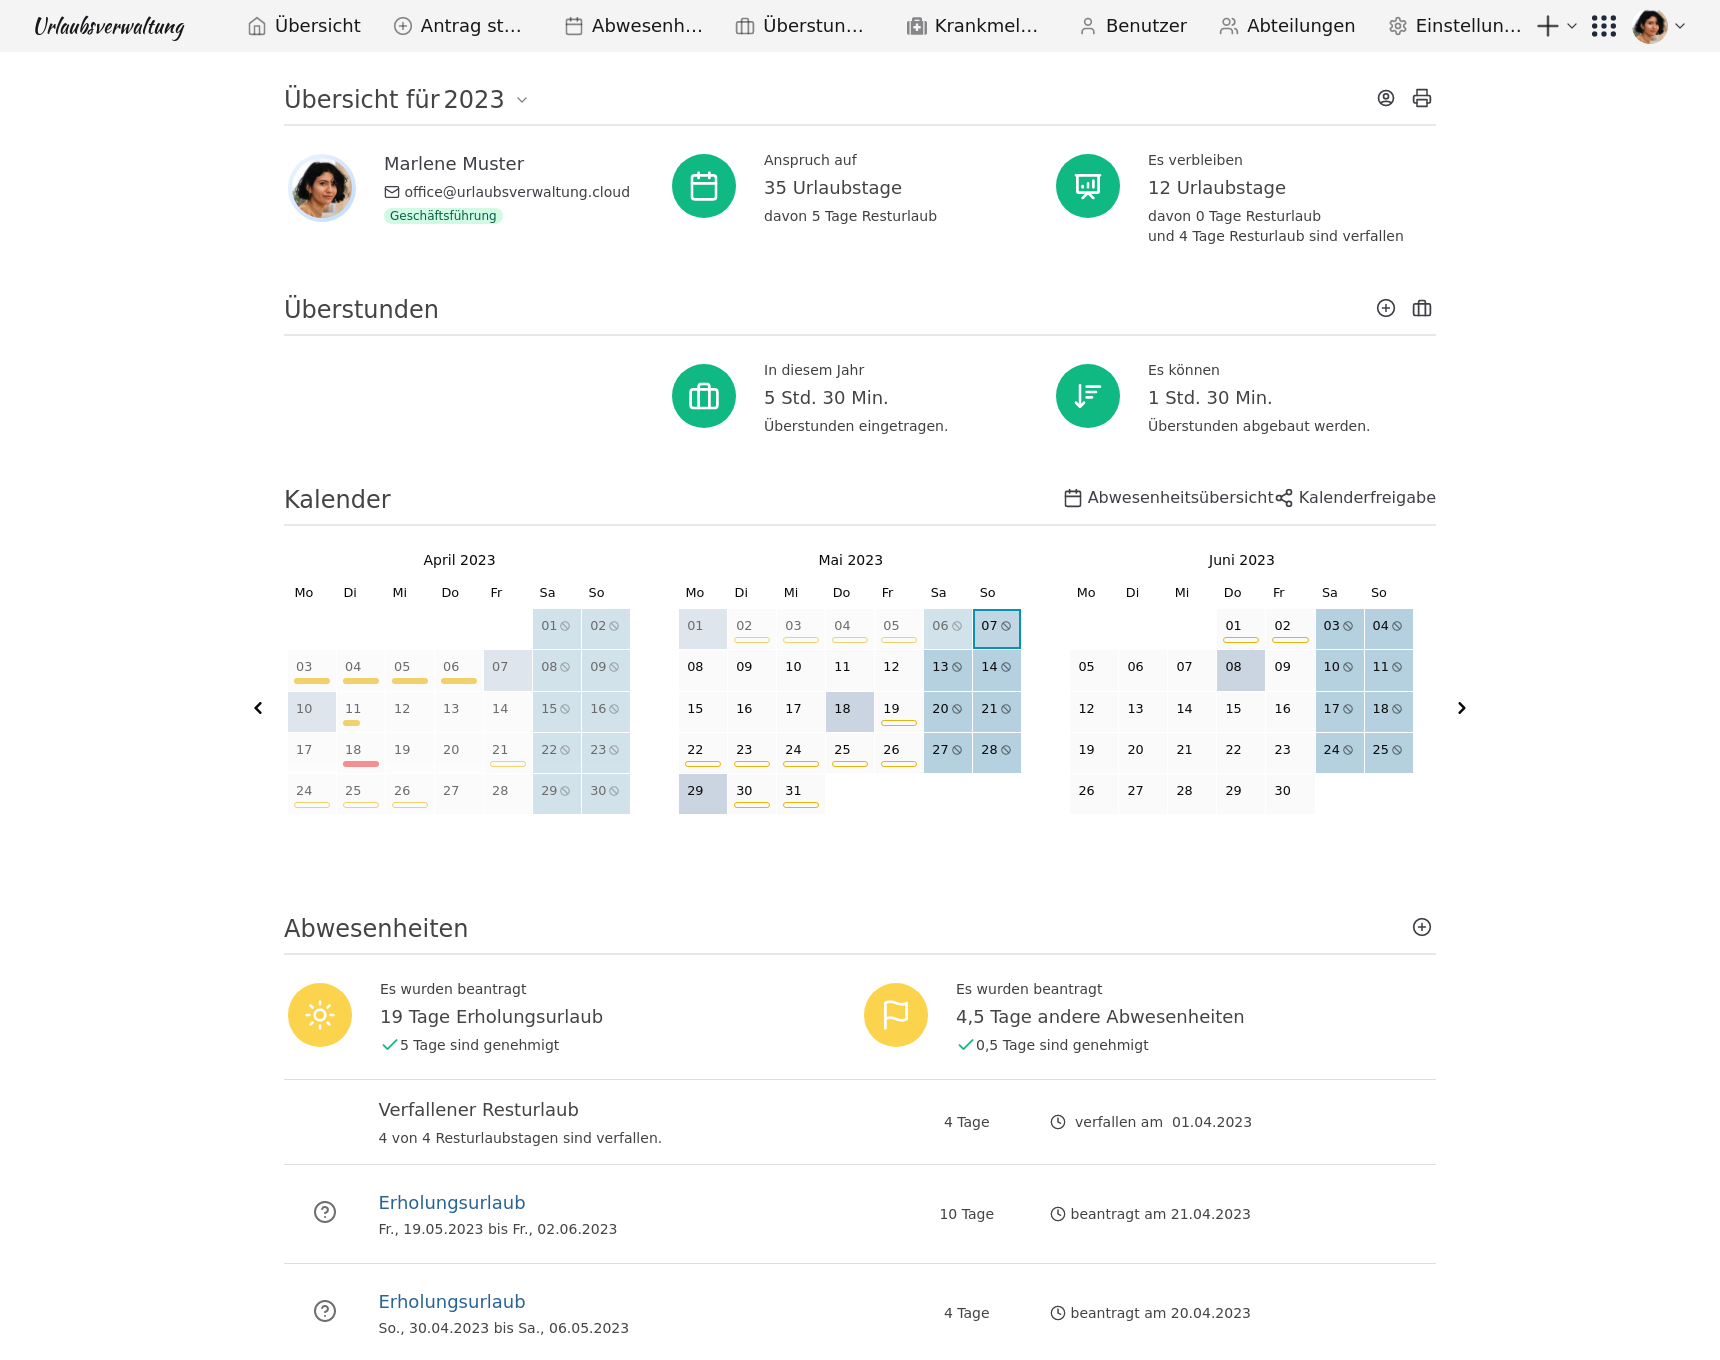 Urlaubsverwaltung Übersicht Antrag st… Abwesenh… Überstun… Krankmel… Benutzer Abteilungen Einstellun…
Übersicht für 2023
Marlene Muster
office@urlaubsverwaltung.cloud
Geschäftsführung
Anspruch auf
35 Urlaubstage
davon 5 Tage Resturlaub
Es verbleiben
12 Urlaubstage
davon 0 Tage Resturlaub
und 4 Tage Resturlaub sind verfallen
Überstunden
In diesem Jahr
5 Std. 30 Min.
Überstunden eingetragen.
Es können
1 Std. 30 Min.
Überstunden abgebaut werden.
Kalender
Abwesenheitsübersicht Kalenderfreigabe
April 2023
Mo Di Mi Do Fr Sa So
01 02
03 04 05 06 07 08 09
10 11 12 13 14 15 16
17 18 19 20 21 22 23
24 25 26 27 28 29 30
Mai 2023
Mo Di Mi Do Fr Sa So
01 02 03 04 05 06 07
08 09 10 11 12 13 14
15 16 17 18 19 20 21
22 23 24 25 26 27 28
29 30 31
Juni 2023
Mo Di Mi Do Fr Sa So
01 02 03 04
05 06 07 08 09 10 11
12 13 14 15 16 17 18
19 20 21 22 23 24 25
26 27 28 29 30
Abwesenheiten
Es wurden beantragt
19 Tage Erholungsurlaub
5 Tage sind genehmigt
Es wurden beantragt
4,5 Tage andere Abwesenheiten
0,5 Tage sind genehmigt
Verfallener Resturlaub
4 von 4 Resturlaubstagen sind verfallen.
4 Tage
verfallen am 01.04.2023
Erholungsurlaub
Fr., 19.05.2023 bis Fr., 02.06.2023
10 Tage
beantragt am 21.04.2023
Erholungsurlaub
So., 30.04.2023 bis Sa., 06.05.2023
4 Tage
beantragt am 20.04.2023